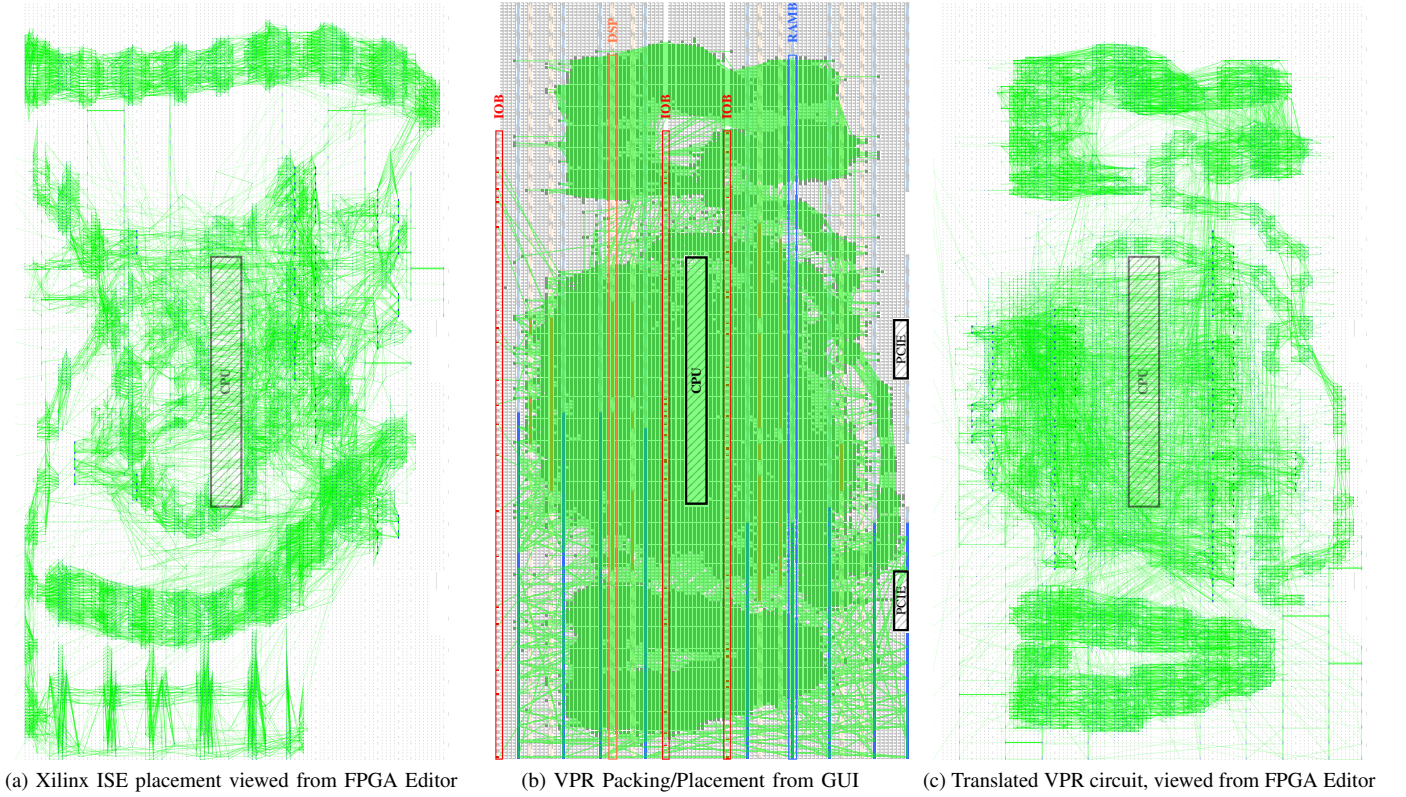 IOB
DSP
IOB
IOB
RAMB
CPU
CPU
CPU
PCIE
PCIE
(a) Xilinx ISE placement viewed from FPGA Editor
(b) VPR Packing/Placement from GUI
(c) Translated VPR circuit, viewed from FPGA Editor